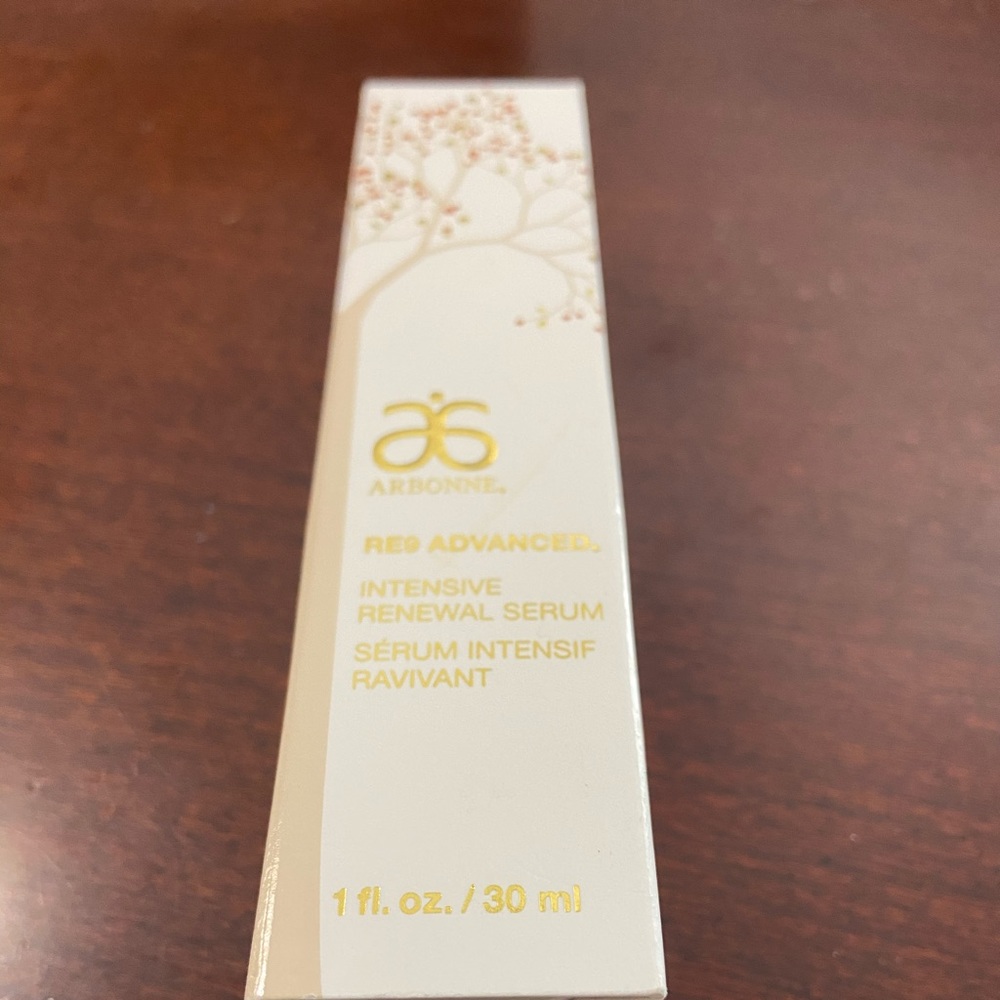 ARBONNE
RE9 ADVANCED
INTENSIVE
RENEWAL SERUM
SÉRUM INTENSIF
RAVIVANT
1 fl. oz. / 30 ml